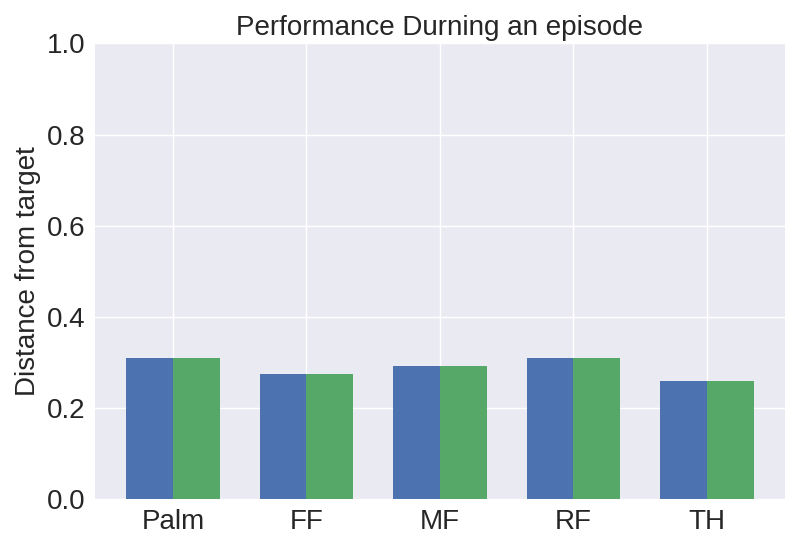 Performance Durning an episode
Distance from target
1.0
0.8
0.6
0.4
0.2
0.0
Palm FF MF RF TH